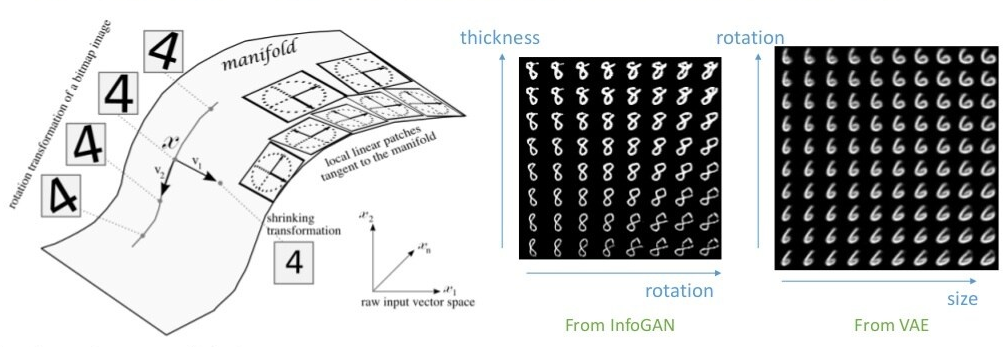 rotation transformation of a bitmap image
4
4
4
4
manifold
x
v1
v2
local linear patches
tangent to the manifold
shrinking
transformation
4
x2
xn
x1
raw input vector space
thickness
rotation
From InfoGAN
rotation
size
From VAE